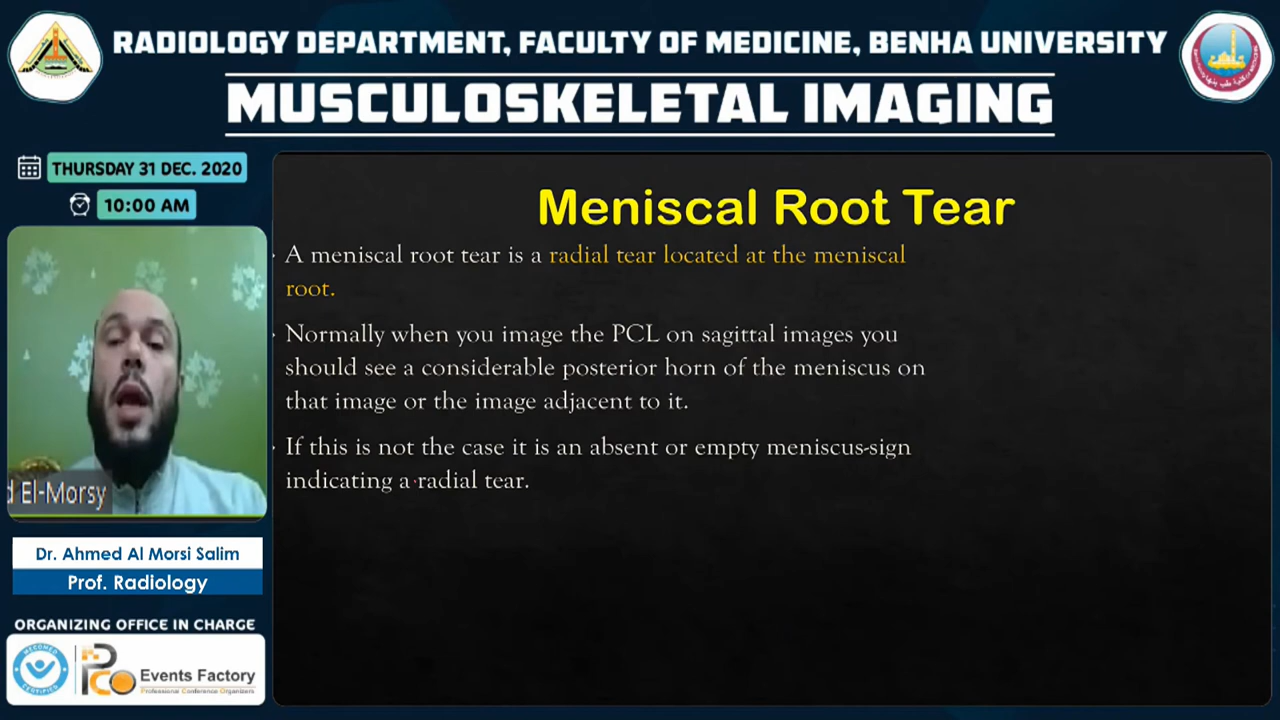 RADIOLOGY DEPARTMENT, FACULTY OF MEDICINE, BENHA UNIVERSITY
MUSCULOSKELETAL IMAGING
THURSDAY 31 DEC. 2020
10:00 AM
Meniscal Root Tear
A meniscal root tear is a radial tear located at the meniscal
root.
Normally when you image the PCL on sagittal images you
should see a considerable posterior horn of the meniscus on
that image or the image adjacent to it.
If this is not the case it is an absent or empty meniscus-sign
indicating a radial tear.
d El-Morsy
Dr. Ahmed Al Morsi Salim
Prof. Radiology
ORGANIZING OFFICE IN CHARGE
CERTIFIED
PCO
Events Factory
Professional Conference Organizers